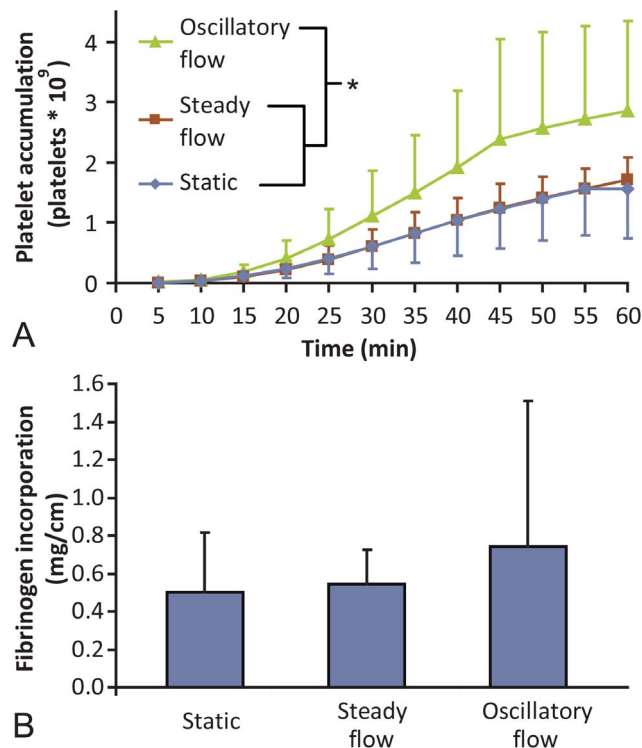 Platelet accumulation
(platelets * 10⁹)
4
3
2
1
0
Oscillatory
flow
Steady
flow
Static
*
0 5 10 15 20 25 30 35 40 45 50 55 60
Time (min)
A
Fibrinogen incorporation
(mg/cm)
1.6
1.4
1.2
1.0
0.8
0.6
0.4
0.2
0.0
Static
Steady
flow
Oscillatory
flow
B